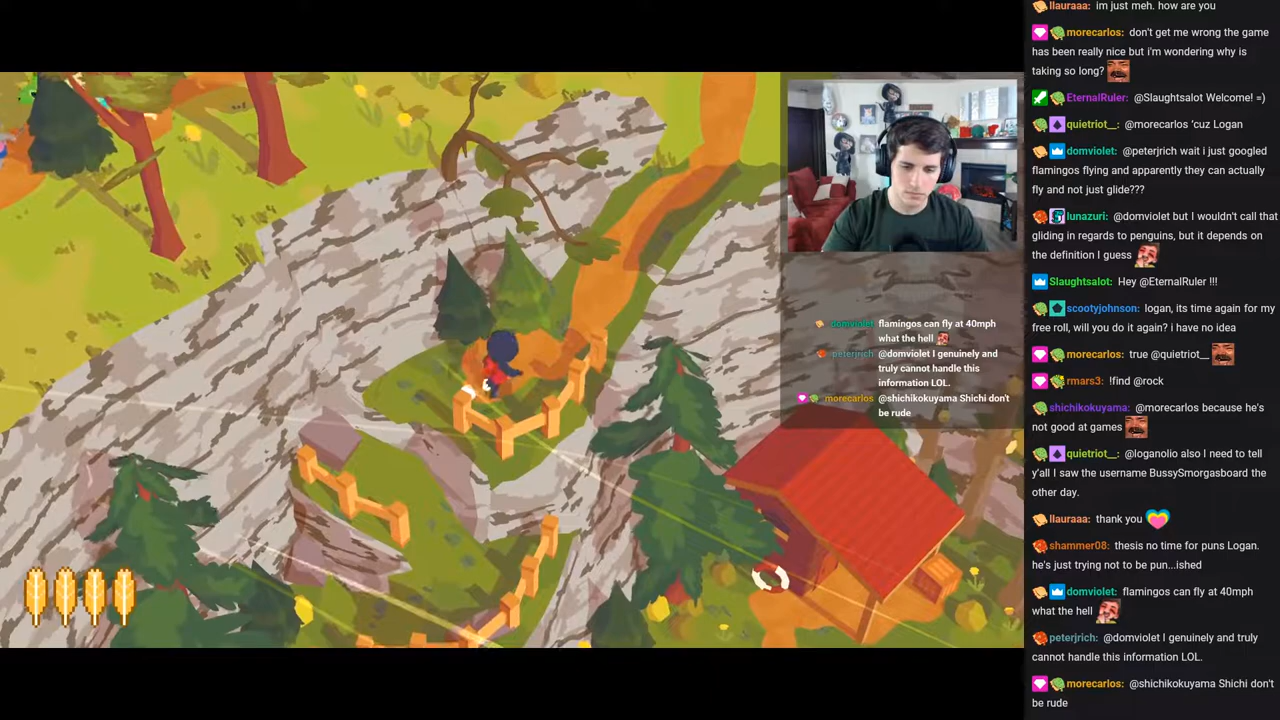 llauraaa: im just meh. how are you
morecarlos: don't get me wrong the game
has been really nice but i'm wondering why is
taking so long?
EternalRuler: @Slaughtsalot Welcome! =)
quietriot__: @morecarlos 'cuz Logan
domviolet: @peterjrich wait i just googled
flamingos flying and apparently they can actually
fly and not just glide???
lunazuri: @domviolet but I wouldn't call that
gliding in regards to penguins, but it depends on
the definition I guess
Slaughtsalot: Hey @EternalRuler !!!
scootyjohnson: logan, its time again for my
free roll, will you do it again? i have no idea
morecarlos: true @quietriot__
rmars3: !find @rock
shichikokuyama: @morecarlos because he's
not good at games
quietriot__: @loganolio also I need to tell
y'all I saw the username BussySmorgasboard the
other day.
llauraaa: thank you
shammer08: thesis no time for puns Logan.
he's just trying not to be pun...ished
domviolet: flamingos can fly at 40mph
what the hell
peterjrich: @domviolet I genuinely and truly
cannot handle this information LOL.
morecarlos: @shichikokuyama Shichi don't
be rude
domviolet flamingos can fly at 40mph
what the hell
peterjrich @domviolet I genuinely and
truly cannot handle this
information LOL.
morecarlos @shichikokuyama Shichi don't
be rude